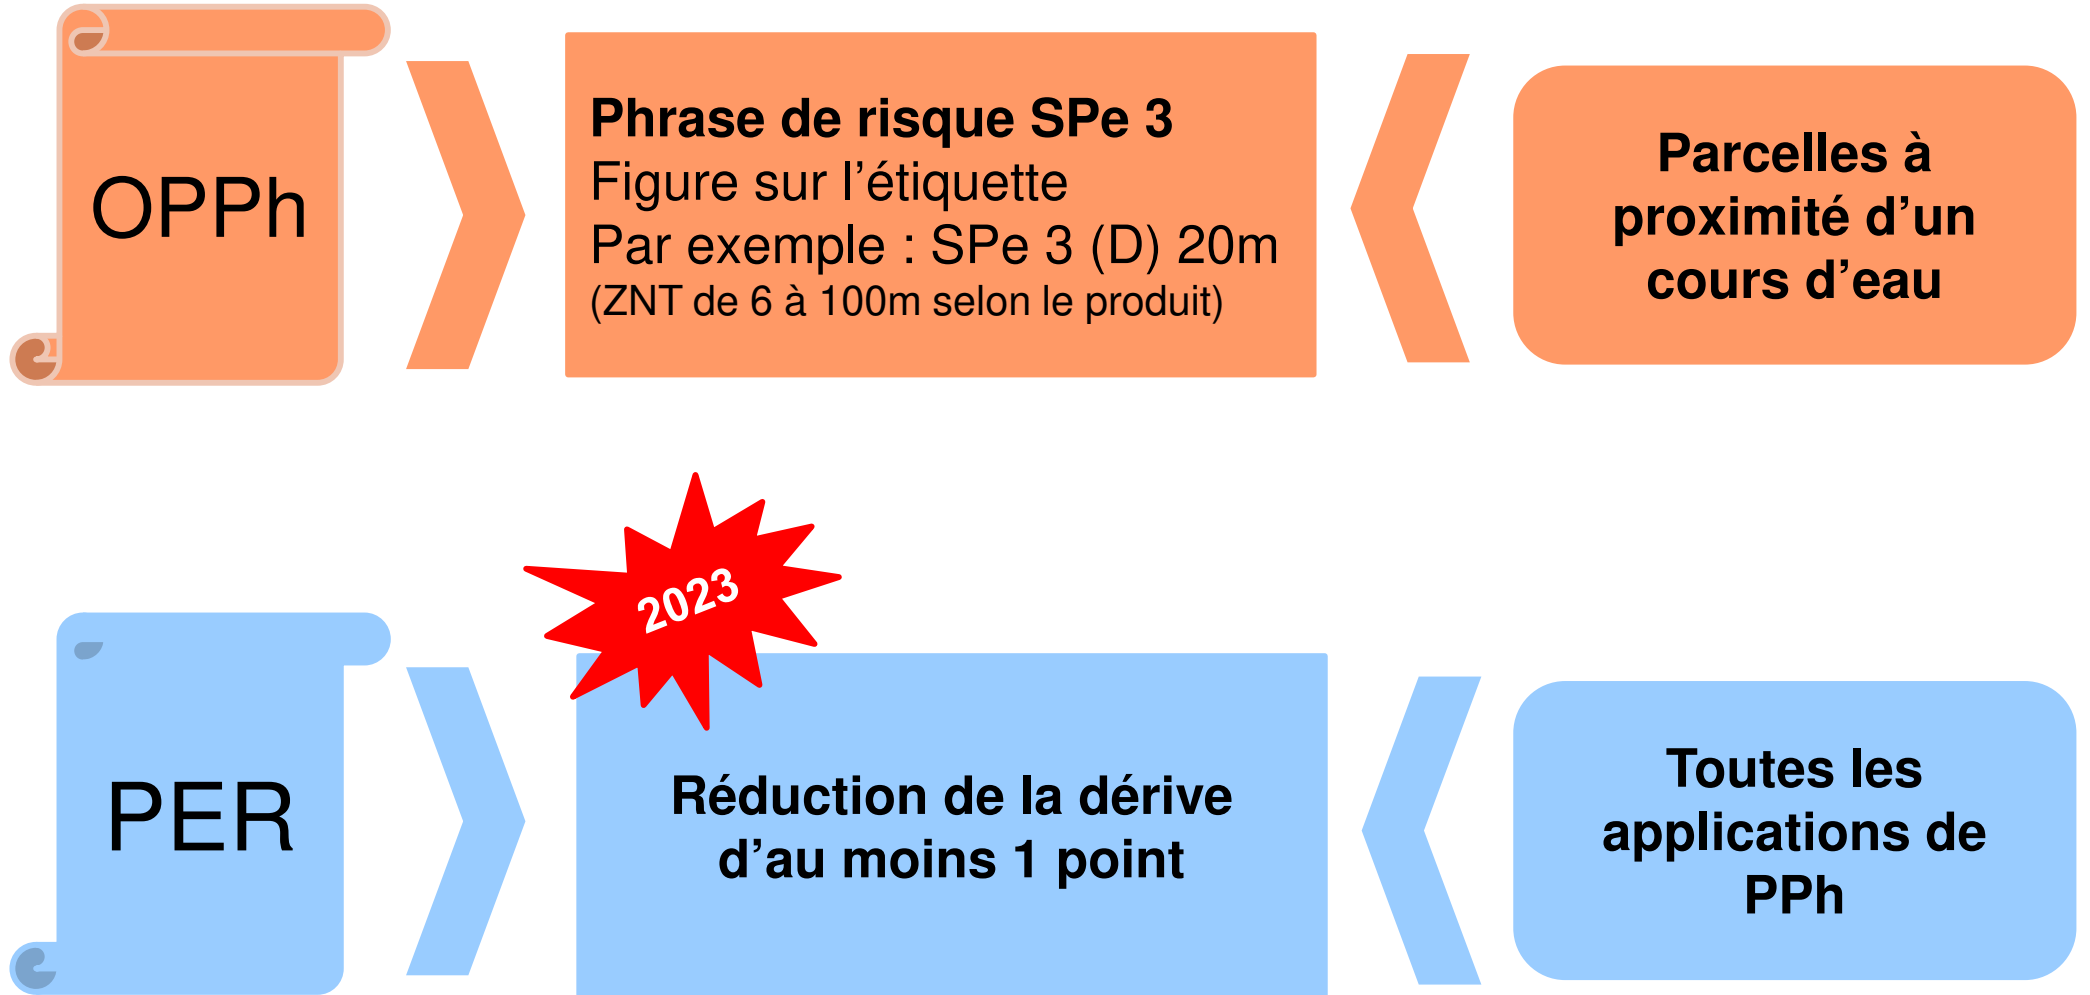 OPPh
Phrase de risque SPe 3
Figure sur l’étiquette
Par exemple : SPe 3 (D) 20m
(ZNT de 6 à 100m selon le produit)
Parcelles à
proximité d’un
cours d’eau
2023
PER
Réduction de la dérive
d’au moins 1 point
Toutes les
applications de
PPh